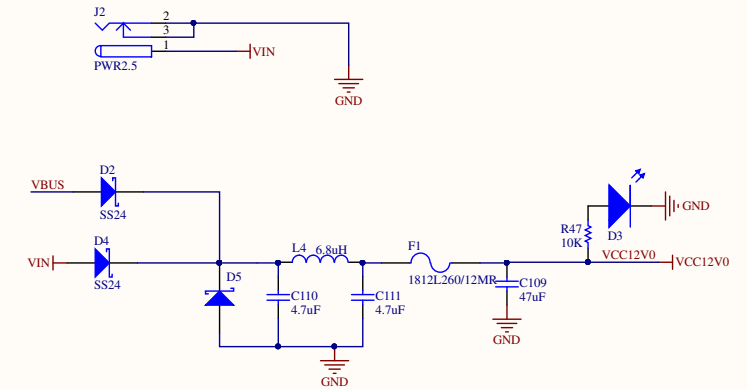 J2
2
3
1
VIN
PWR2.5
GND
D2
VBUS
SS24
D4
VIN
SS24
D5
L4 6.8uH
C110
4.7uF
C111
4.7uF
GND
F1
1812L260/12MR
C109
47uF
GND
R47
10K
D3
GND
VCC12V0
VCC12V0